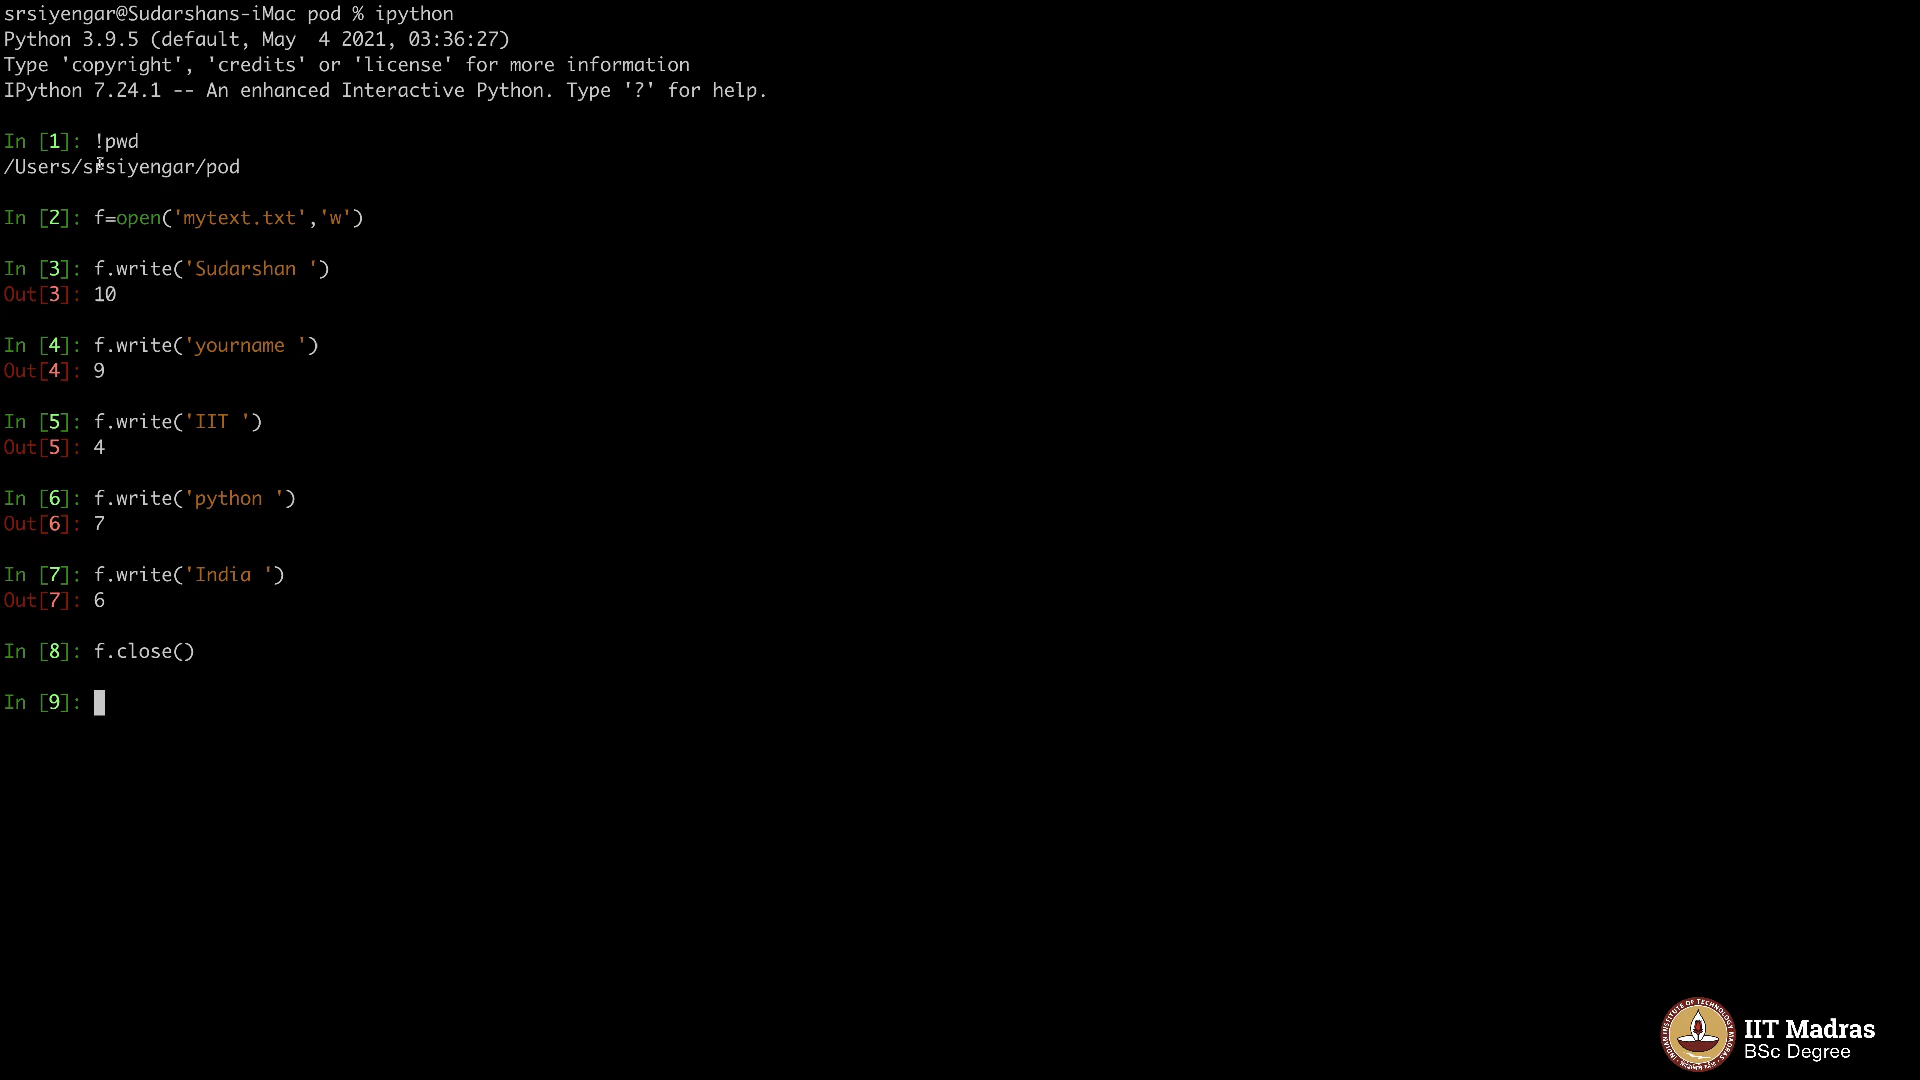 srsiyengar@Sudarshans-iMac pod % ipython
Python 3.9.5 (default, May  4 2021, 03:36:27)
Type 'copyright', 'credits' or 'license' for more information
IPython 7.24.1 -- An enhanced Interactive Python. Type '?' for help.
In [1]: !pwd
/Users/srsiyengar/pod
In [2]: f=open('mytext.txt','w')
In [3]: f.write('Sudarshan ')
Out[3]: 10
In [4]: f.write('yourname ')
Out[4]: 9
In [5]: f.write('IIT ')
Out[5]: 4
In [6]: f.write('python ')
Out[6]: 7
In [7]: f.write('India ')
Out[7]: 6
In [8]: f.close()
In [9]:
IIT Madras
BSc Degree